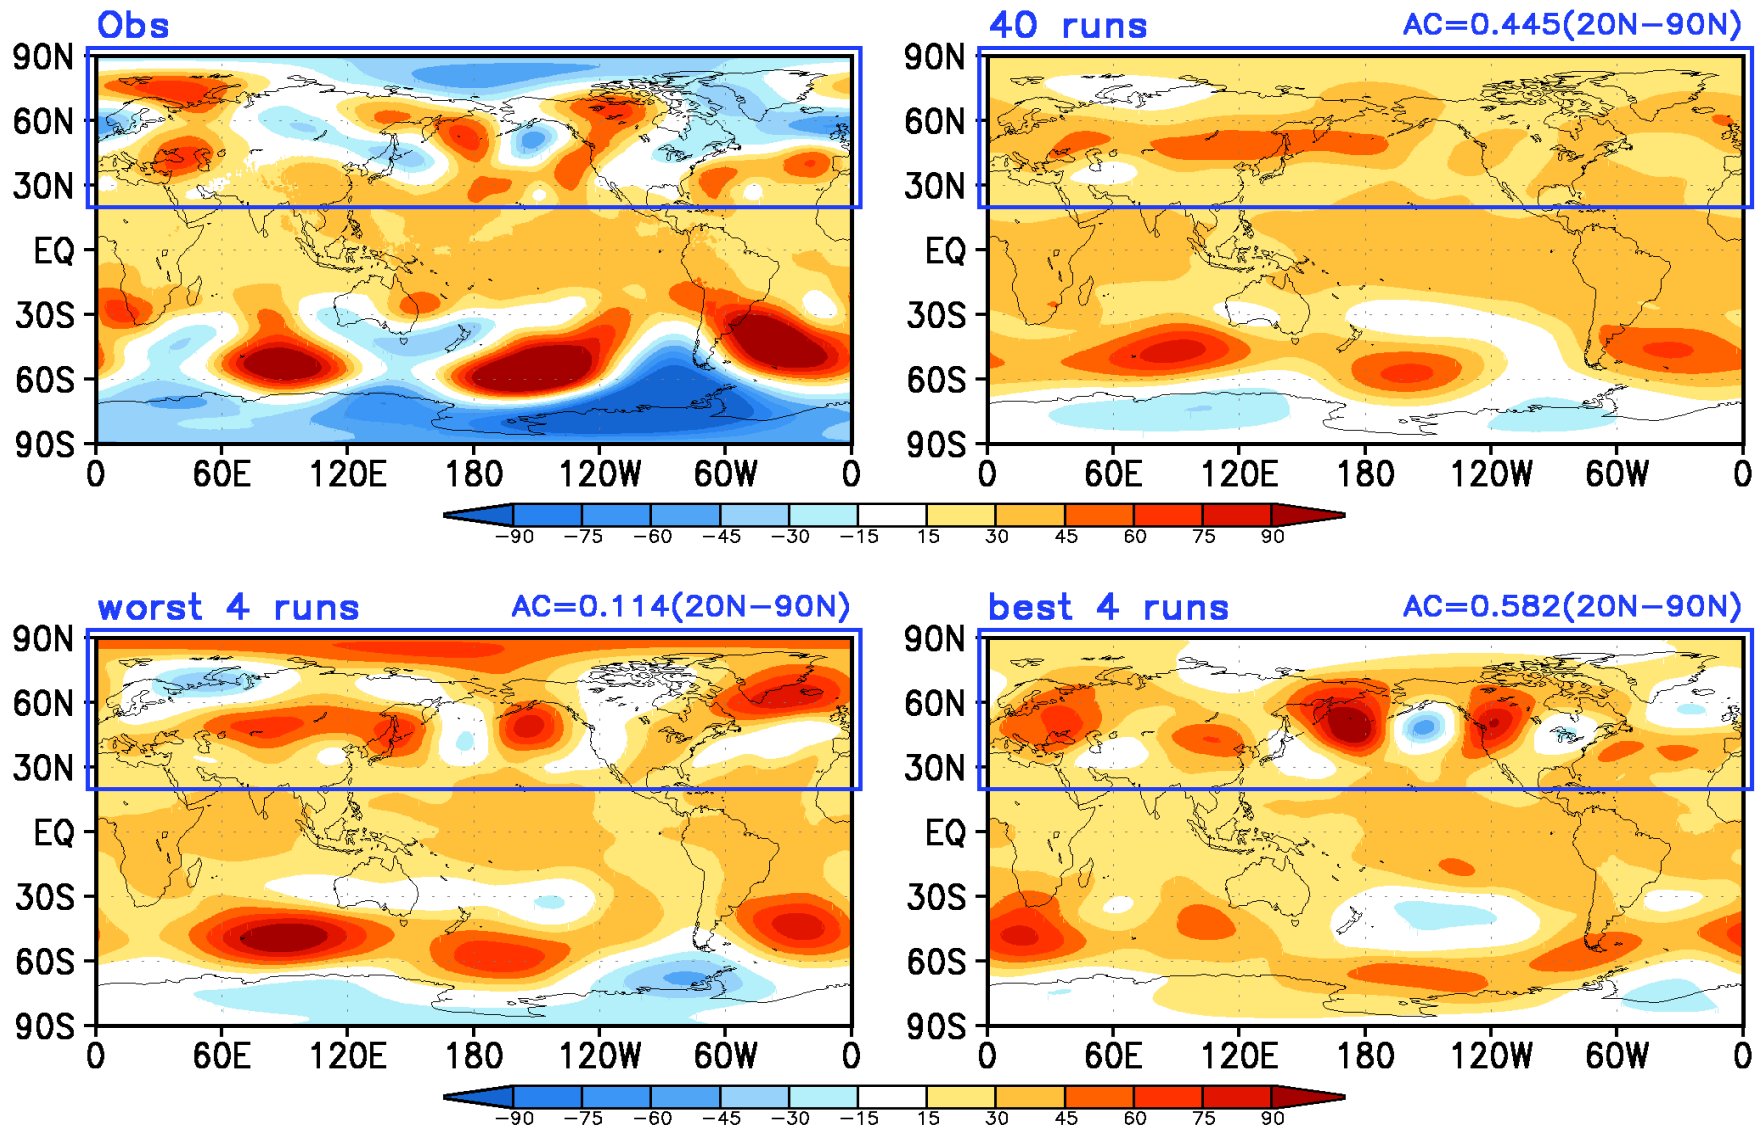 Obs
40 runs AC=0.445(20N−90N)
90N
60N
30N
EQ
30S
60S
90S
0 60E 120E 180 120W 60W 0
90N
60N
30N
EQ
30S
60S
90S
0 60E 120E 180 120W 60W 0
−90 −75 −60 −45 −30 −15 15 30 45 60 75 90
worst 4 runs AC=0.114(20N−90N)
best 4 runs AC=0.582(20N−90N)
90N
60N
30N
EQ
30S
60S
90S
0 60E 120E 180 120W 60W 0
90N
60N
30N
EQ
30S
60S
90S
0 60E 120E 180 120W 60W 0
−90 −75 −60 −45 −30 −15 15 30 45 60 75 90